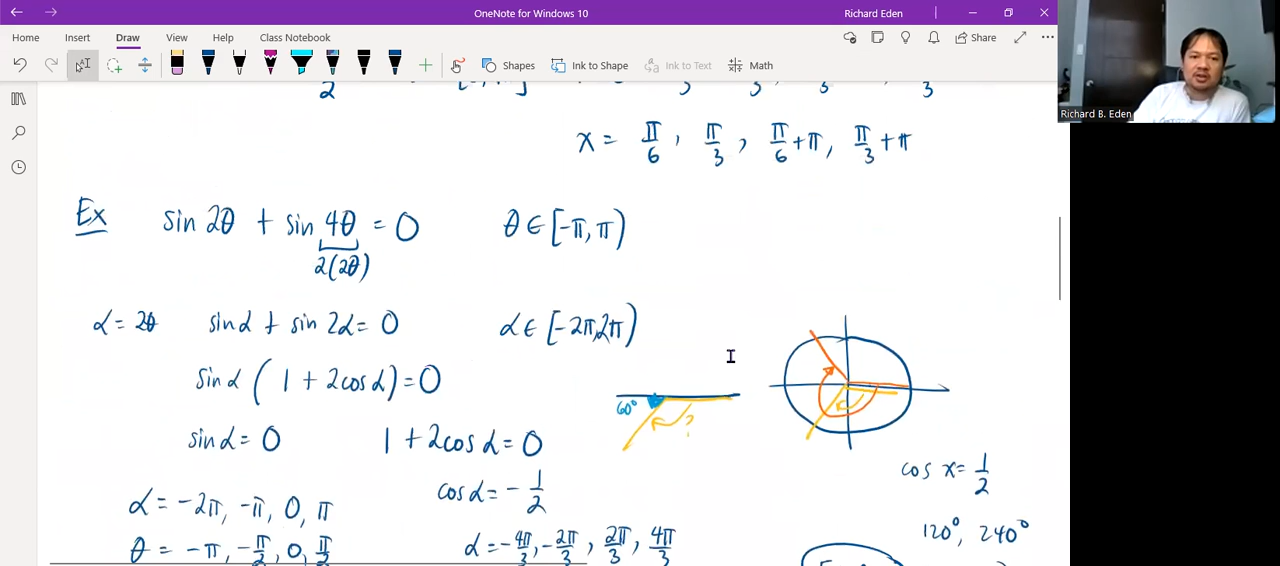 OneNote for Windows 10
Richard Eden
Home Insert Draw View Help Class Notebook
Share
Shapes Ink to Shape Ink to Text Math
Richard B. Eden
x = π/6, π/3, π/6+π, π/3+π
Ex sin 2θ + sin 4θ = 0 θ ∈ [-π, π)
2(2θ)
α = 2θ sin α + sin 2α = 0 α ∈ [-2π, 2π)
sin α (1 + 2cos α) = 0
60°
?
sin α = 0 1 + 2cos α = 0
cos x = 1/2
cos α = -1/2
α = -2π, -π, 0, π
120°, 240°
θ = -π, -π/2, 0, π/2 α = -4π/3, -2π/3, 2π/3, 4π/3